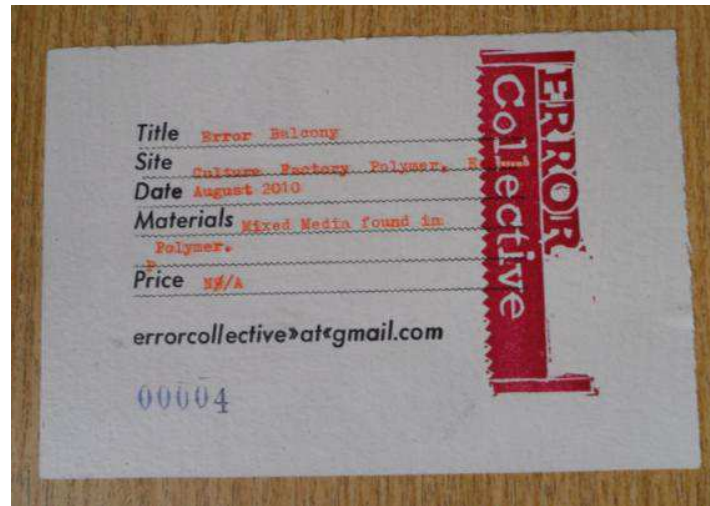 Title Error Balcony
Site Culture Factory Polymer,
Date August 2010
Materials Mixed Media found in
Polymer.
P
Price NØ/A
errorcollective»at«gmail.com
00004
ERROR
Collective